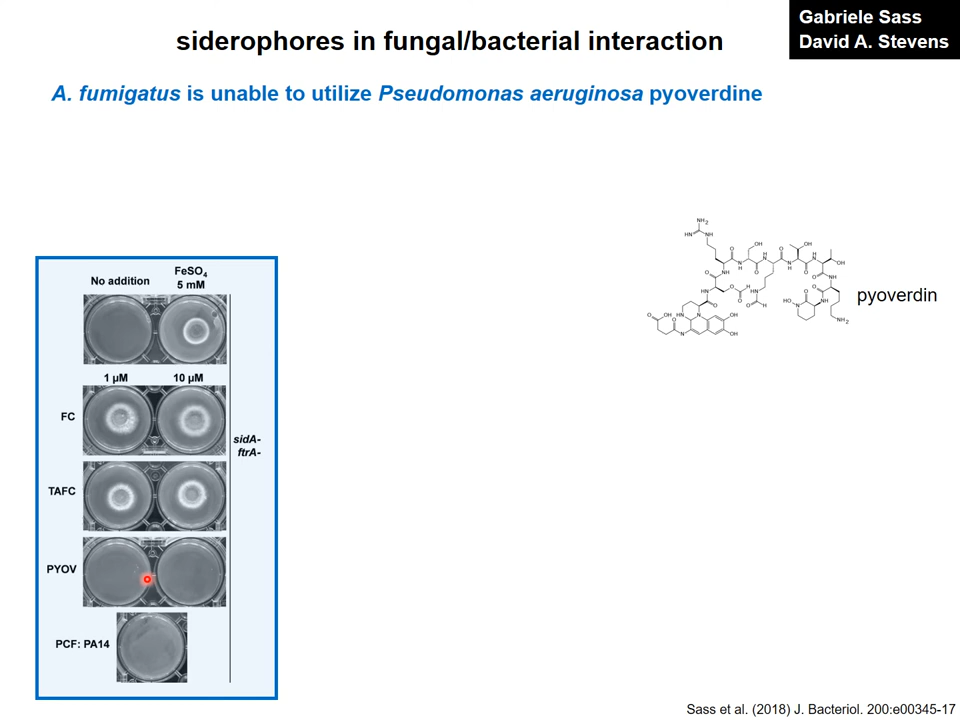 Gabriele Sass
David A. Stevens
siderophores in fungal/bacterial interaction
A. fumigatus is unable to utilize Pseudomonas aeruginosa pyoverdine
No addition
FeSO4
5 mM
1 µM
10 µM
FC
TAFC
PYOV
PCF: PA14
sidA-
ftrA-
pyoverdin
Sass et al. (2018) J. Bacteriol. 200:e00345-17